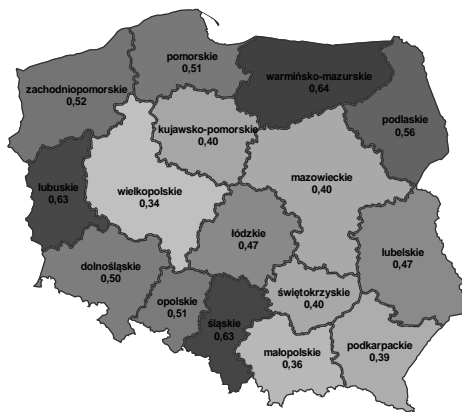 pomorskie
0,51
warmińsko-mazurskie
0,64
zachodniopomorskie
0,52
podlaskie
0,56
kujawsko-pomorskie
0,40
mazowieckie
0,40
lubuskie
0,63
wielkopolskie
0,34
łódzkie
0,47
lubelskie
0,47
dolnośląskie
0,50
opolskie
0,51
śląskie
0,63
świętokrzyskie
0,40
małopolskie
0,36
podkarpackie
0,39